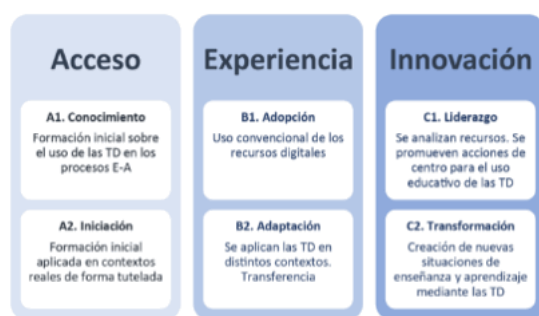 Acceso
A1. Conocimiento
Formación inicial sobre
el uso de las TD en los
procesos E-A
A2. Iniciación
Formación inicial
aplicada en contextos
reales de forma tutelada
Experiencia
B1. Adopción
Uso convencional de los
recursos digitales
B2. Adaptación
Se aplican las TD en
distintos contextos.
Transferencia
Innovación
C1. Liderazgo
Se analizan recursos. Se
promueven acciones de
centro para el uso
educativo de las TD
C2. Transformación
Creación de nuevas
situaciones de
enseñanza y aprendizaje
mediante las TD